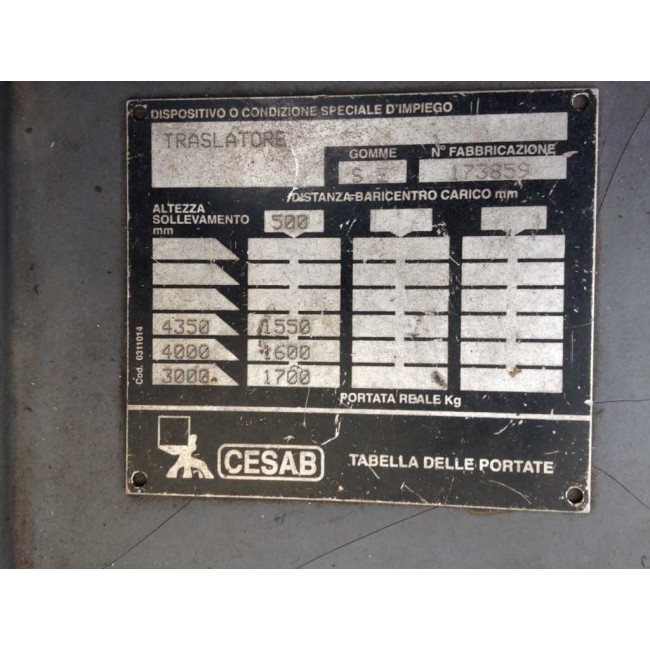 DISPOSITIVO O CONDIZIONE SPECIALE D'IMPIEGO
TRASLATORE
GOMME N° FABBRICAZIONE
S 173859
DISTANZA BARICENTRO CARICO mm
ALTEZZA
SOLLEVAMENTO
mm
500
4350 1550
4000 1600
3000 1700
PORTATA REALE Kg
Cod. 0311014
CESAB TABELLA DELLE PORTATE